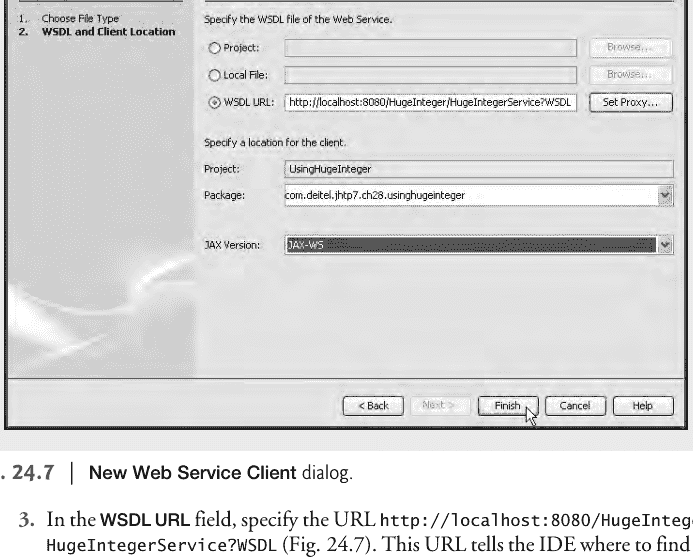 1. Choose File Type
2. WSDL and Client Location
Specify the WSDL file of the Web Service.
Project: Browse...
Local File: Browse...
WSDL URL: http://localhost:8080/HugeInteger/HugeIntegerService?WSDL Set Proxy...
Specify a location for the client.
Project: UsingHugeInteger
Package: com.deitel.jhtp7.ch28.usinghugeinteger
JAX Version: JAX-WS
< Back Next > Finish Cancel Help
. 24.7 | New Web Service Client dialog.
3. In the WSDL URL field, specify the URL http://localhost:8080/HugeInteg
HugeIntegerService?WSDL (Fig. 24.7). This URL tells the IDE where to find